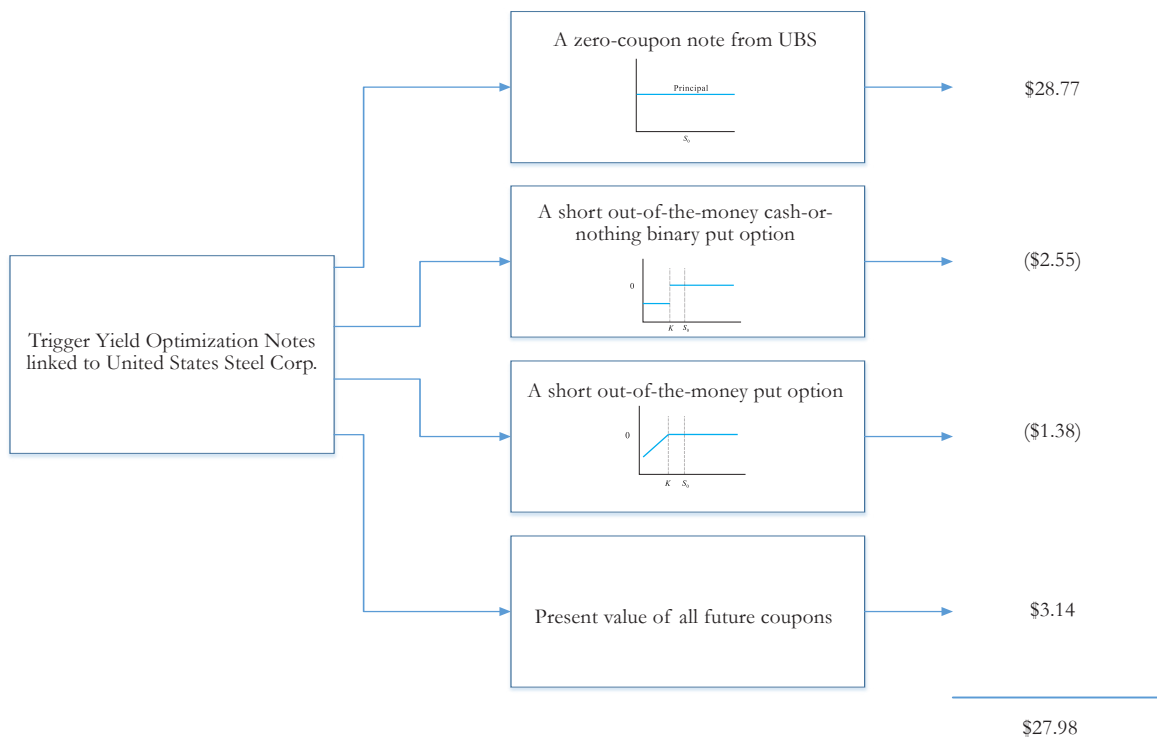 A zero-coupon note from UBS
Principal
S₀
$28.77
A short out-of-the-money cash-or-
nothing binary put option
0
K
S₀
($2.55)
Trigger Yield Optimization Notes
linked to United States Steel Corp.
A short out-of-the-money put option
0
K
S₀
($1.38)
Present value of all future coupons
$3.14
$27.98